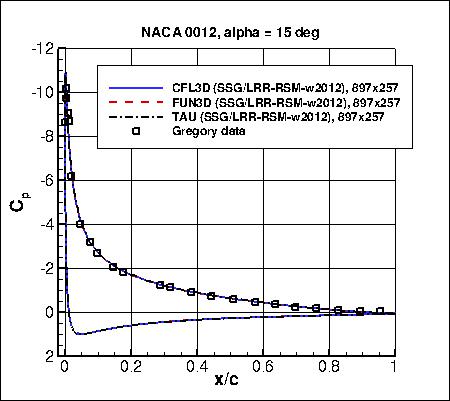 NACA 0012, alpha = 15 deg
-12
-10
-8
-6
-4
-2
0
2
Cp
CFL3D (SSG/LRR-RSM-w2012), 897x257
FUN3D (SSG/LRR-RSM-w2012), 897x257
TAU (SSG/LRR-RSM-w2012), 897x257
Gregory data
0 0.2 0.4 0.6 0.8 1
x/c